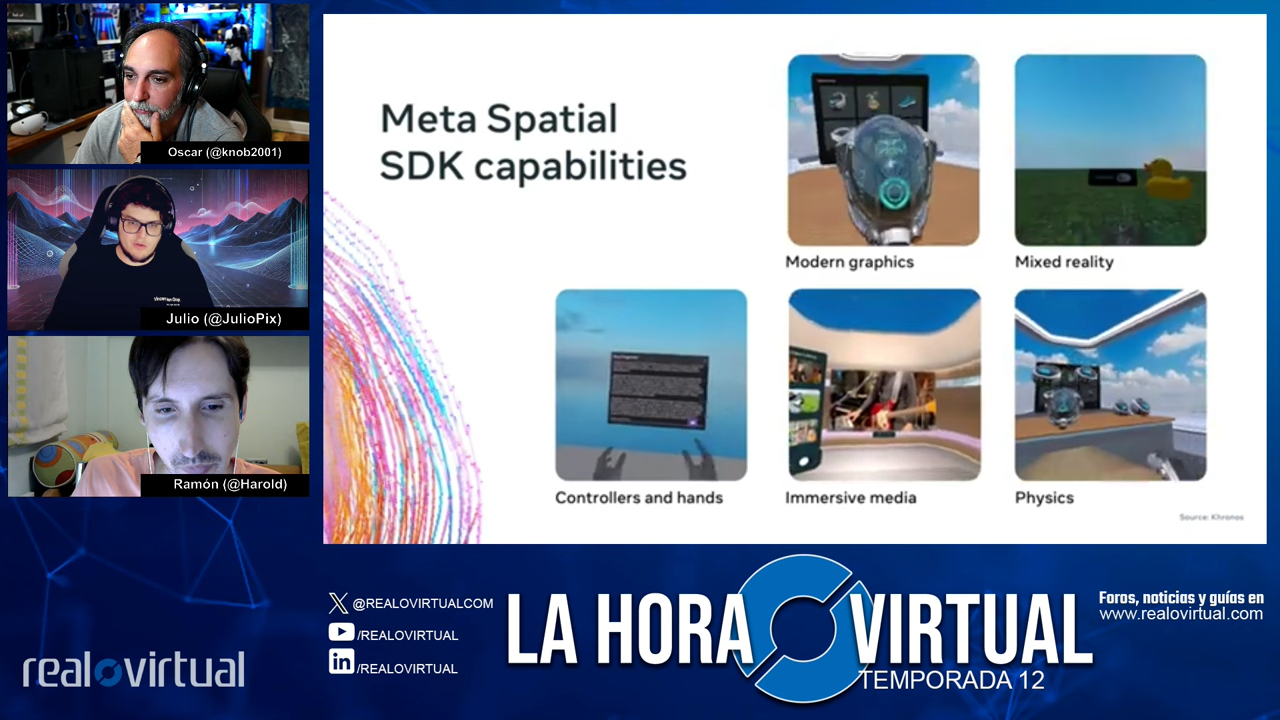 Oscar (@knob2001)
Julio (@JulioPix)
Ramón (@Harold)
Meta Spatial
SDK capabilities
Modern graphics
Mixed reality
Controllers and hands
Immersive media
Physics
Source: Khronos
realovirtual
@REALOVIRTUALCOM
/REALOVIRTUAL
/REALOVIRTUAL
LA HORA VIRTUAL
TEMPORADA 12
Foros, noticias y guías en
www.realovirtual.com